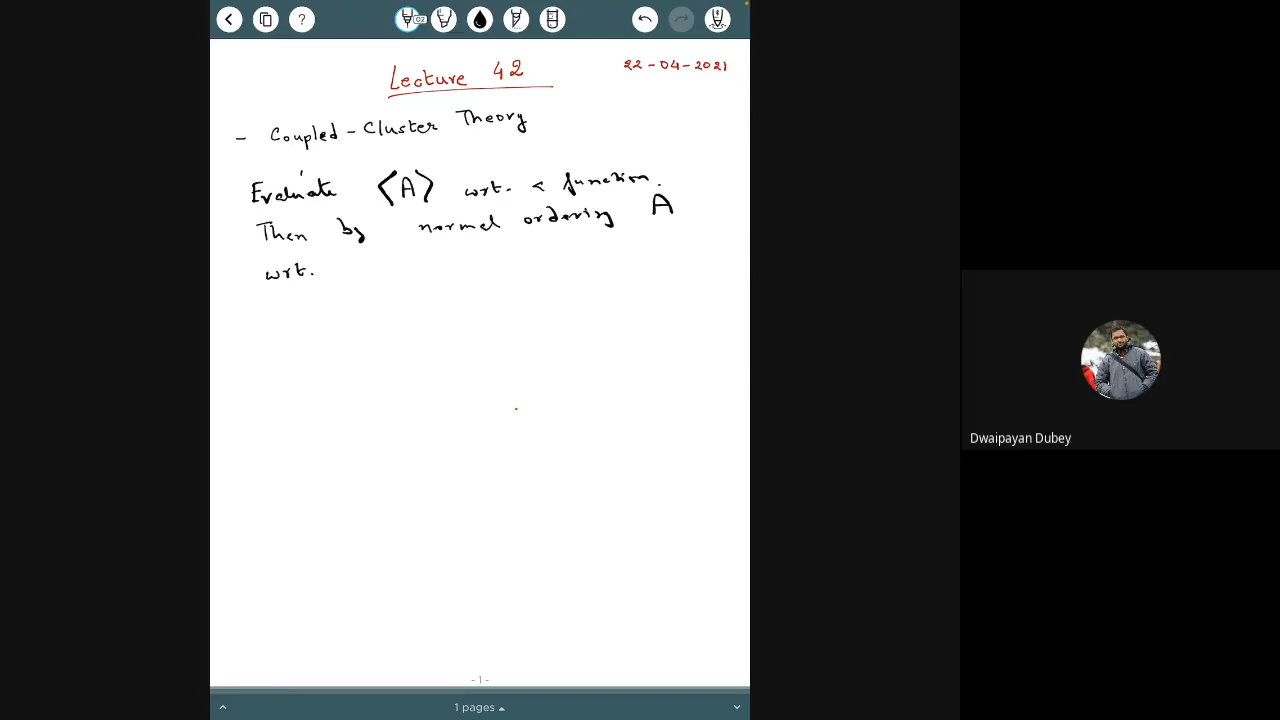 Lecture 42
22-04-2021
- Coupled-Cluster Theory
Evaluate ⟨A⟩ wrt. < function.
Then by normal ordering A
wrt.
Dwaipayan Dubey
- 1 -
1 pages